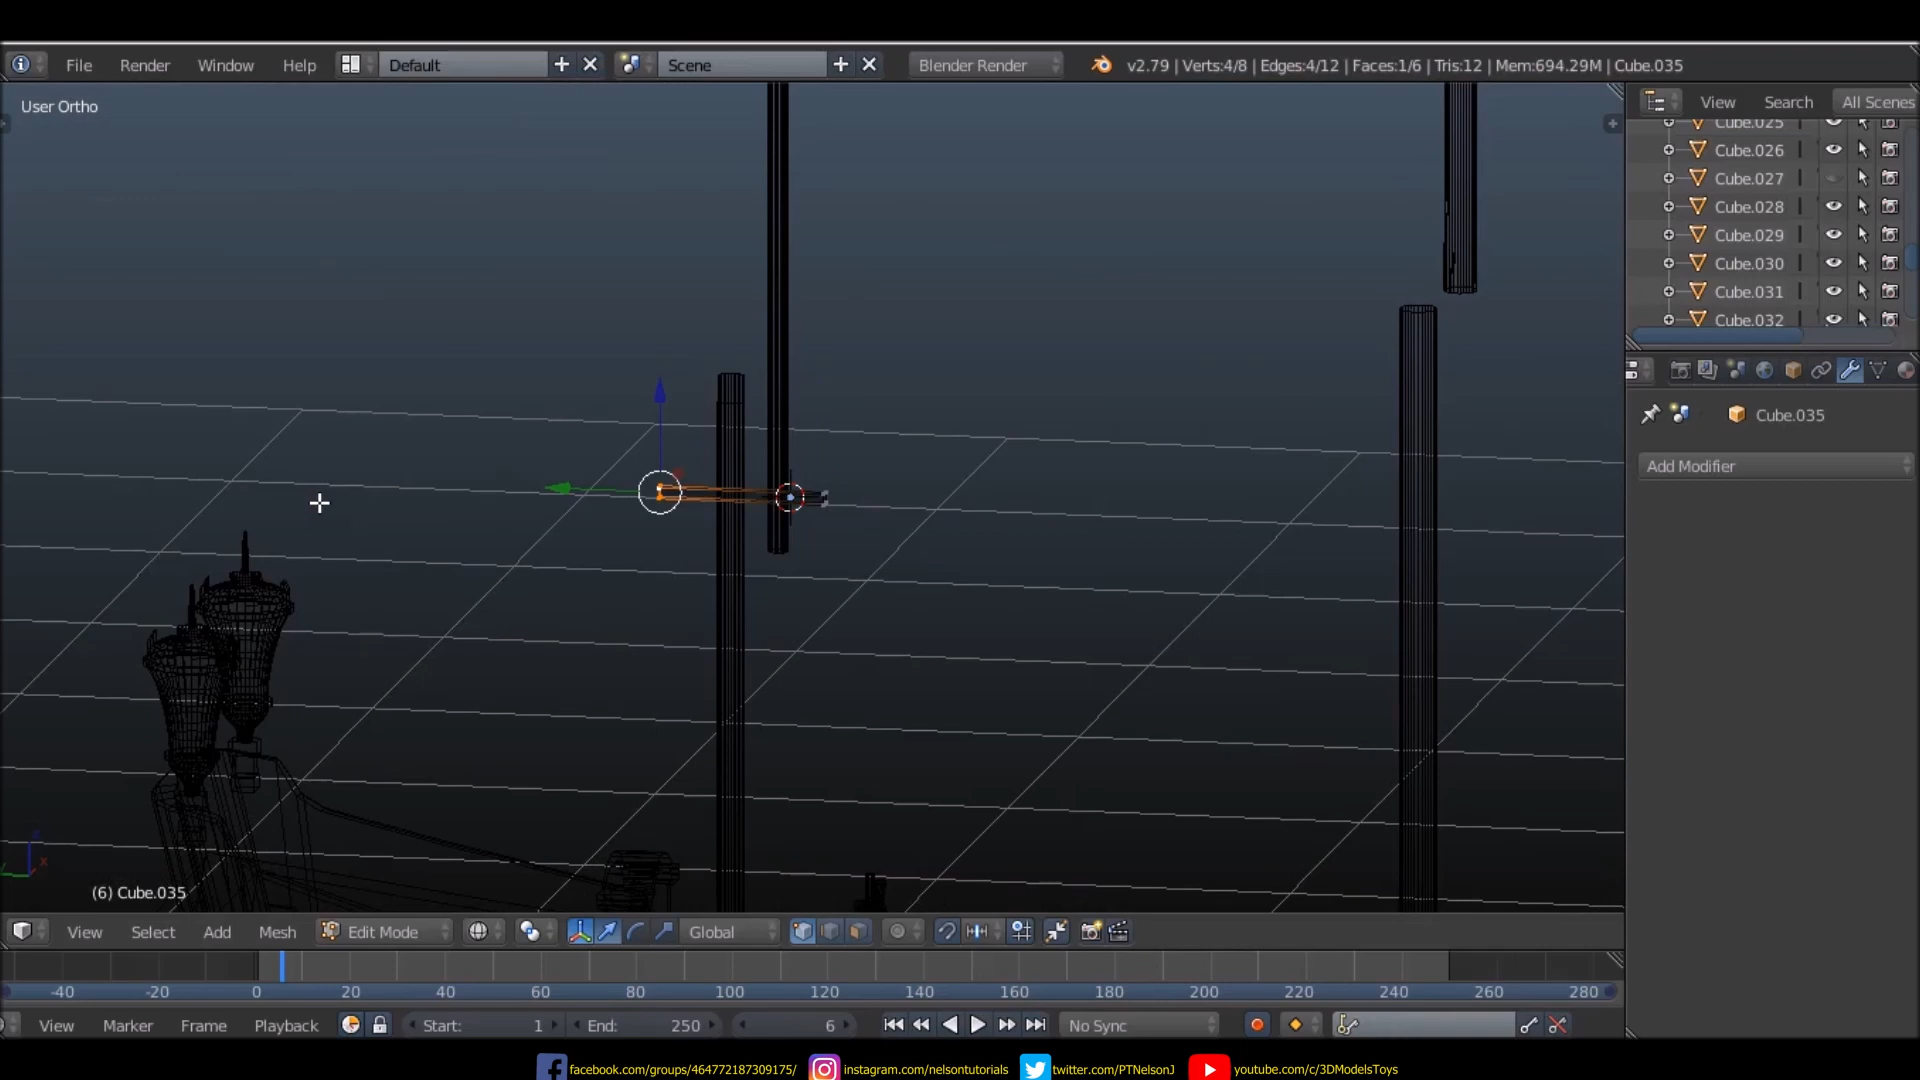 File Render Window Help Default Scene Blender Render v2.79 | Verts:4/8 | Edges:4/12 | Faces:1/6 | Tris:12 | Mem:694.29M | Cube.035
User Ortho
View Search All Scenes
Cube.025
Cube.026
Cube.027
Cube.028
Cube.029
Cube.030
Cube.031
Cube.032
Cube.035
Add Modifier
(6) Cube.035
View Select Add Mesh Edit Mode Global
-40 -20 0 20 40 60 80 100 120 140 160 180 200 220 240 260 280
View Marker Frame Playback Start: 1 End: 250 6 No Sync
facebook.com/groups/464772187309175/ instagram.com/nelsontutorials twitter.com/PTNelsonJ youtube.com/c/3DModelsToys